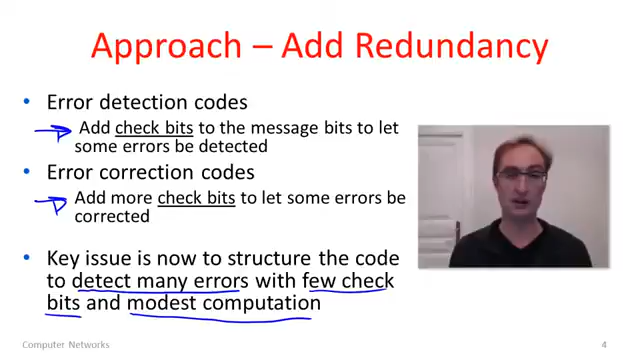 Approach – Add Redundancy
• Error detection codes
Add check bits to the message bits to let
some errors be detected
• Error correction codes
Add more check bits to let some errors be
corrected
• Key issue is now to structure the code
to detect many errors with few check
bits and modest computation
Computer Networks
4